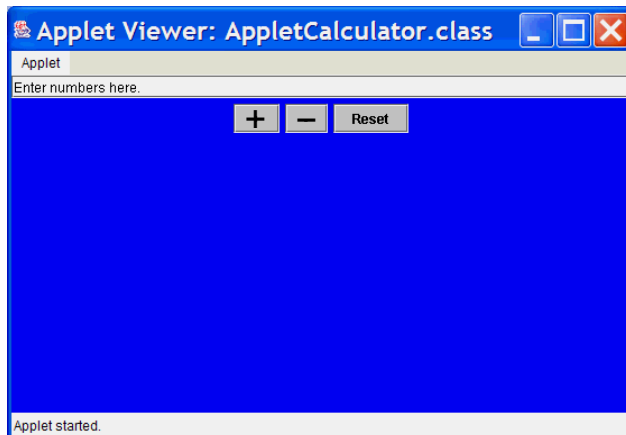 Applet Viewer: AppletCalculator.class
Applet
Enter numbers here.
+ − Reset
Applet started.